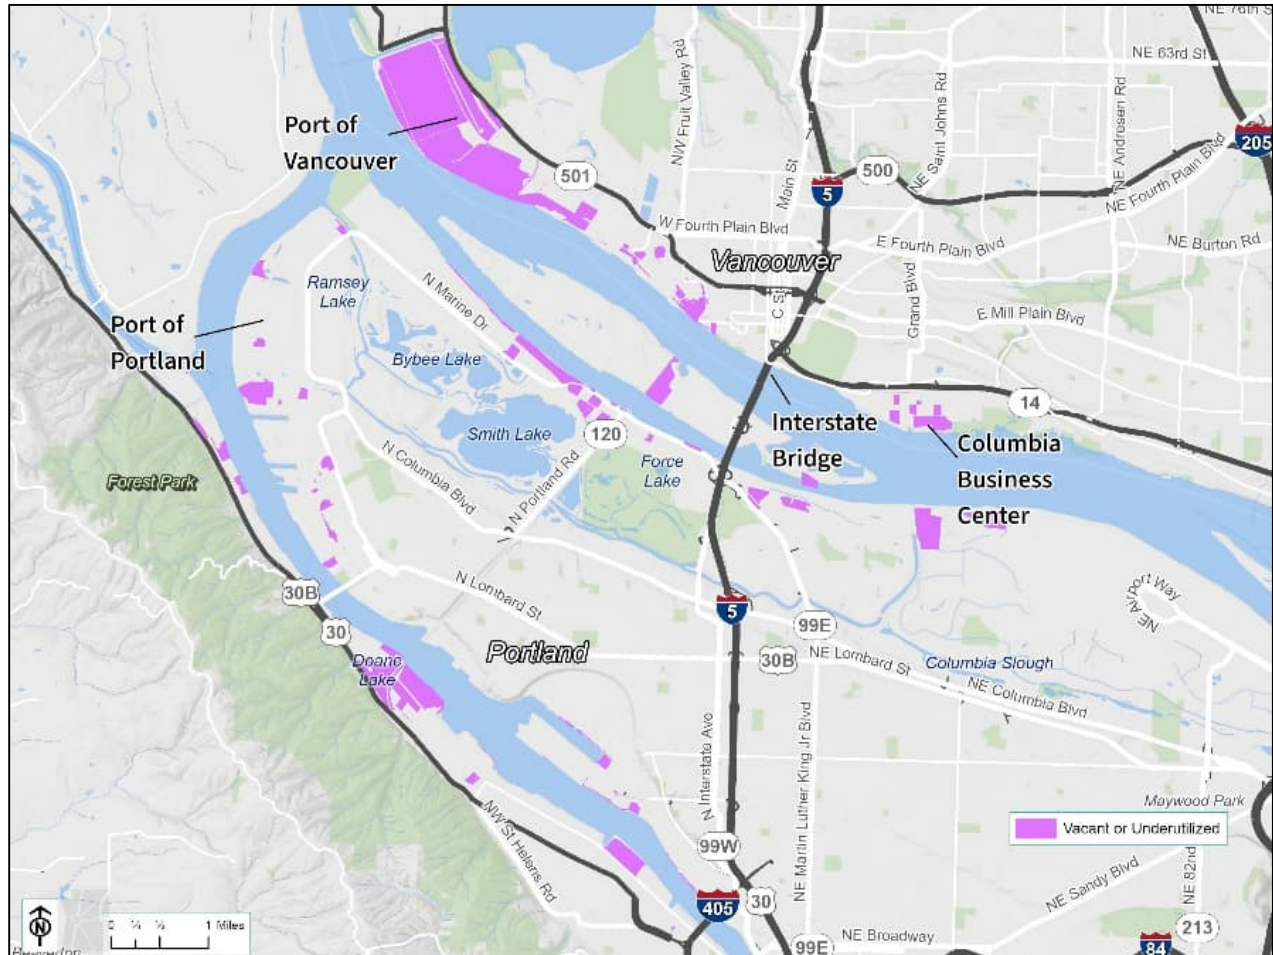 NE 76th S
NE 63rd St
NW Fruit Valley Rd
Main St
NE Saint Johns Rd
NE Androsen Rd
205
Port of
Vancouver
501
500
5
NE Fourth Plain Blvd
W Fourth Plain Blvd
E Fourth Plain Blvd
NE Burton Rd
Vancouver
Ramsey
Lake
N Marine Dr
C St
Grand Blvd
E Mill Plain Blvd
Port of
Portland
Bybee Lake
14
Smith Lake
120
Interstate
Bridge
Columbia
Business
Center
Force
Lake
N Columbia Blvd
N Portland Rd
Forest Park
30B
30
N Lombard St
5
99E
NE Airport Way
Portland
30B
NE Lombard St
Columbia Slough
NE Columbia Blvd
Doane
Lake
N Interstate Ave
NE Martin Luther King Jr Blvd
Maywood Park
Vacant or Underutilized
NW St Helens Rd
99W
NE 82nd
NE Sandy Blvd
405
30
213
N
0 ¼ ½ 1 Miles
99E
NE Broadway
84